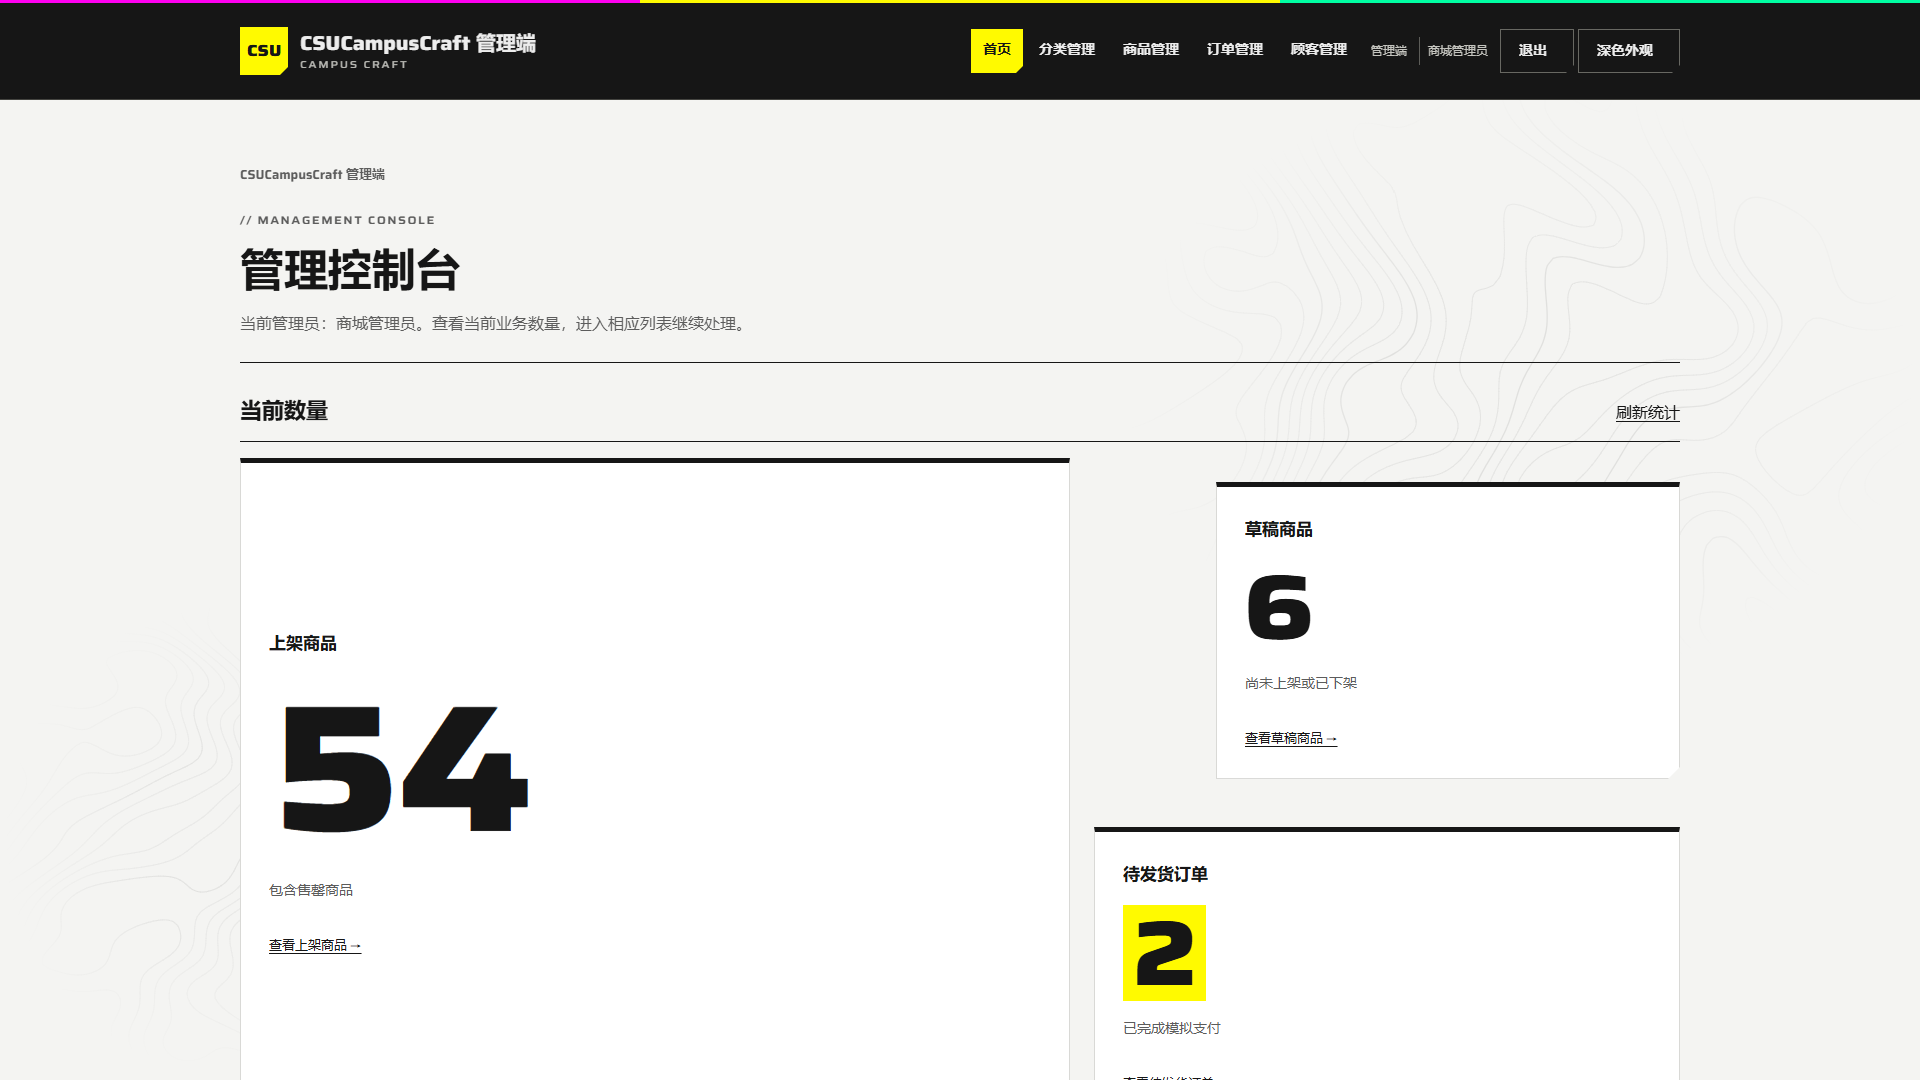 CSU
CSUCampusCraft 管理端
CAMPUS CRAFT
首页
分类管理
商品管理
订单管理
顾客管理
管理端
商城管理员
退出
深色外观
CSUCampusCraft 管理端
// MANAGEMENT CONSOLE
管理控制台
当前管理员：商城管理员。查看当前业务数量，进入相应列表继续处理。
当前数量
刷新统计
上架商品
54
包含售罄商品
查看上架商品 →
草稿商品
6
尚未上架或已下架
查看草稿商品 →
待发货订单
2
已完成模拟支付